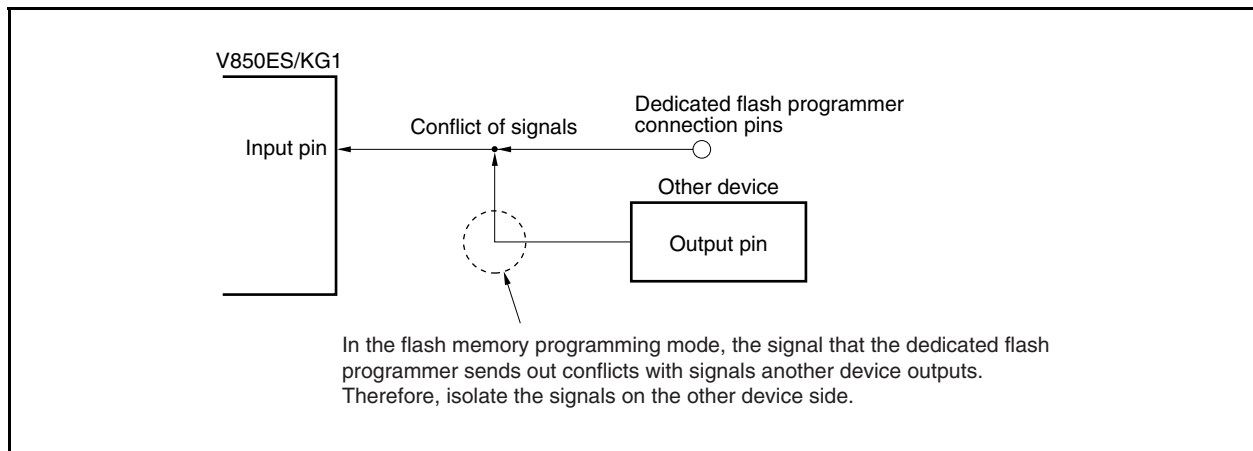 V850ES/KG1
Dedicated flash programmer
connection pins
Conflict of signals
Input pin
Other device
Output pin
In the flash memory programming mode, the signal that the dedicated flash
programmer sends out conflicts with signals another device outputs.
Therefore, isolate the signals on the other device side.